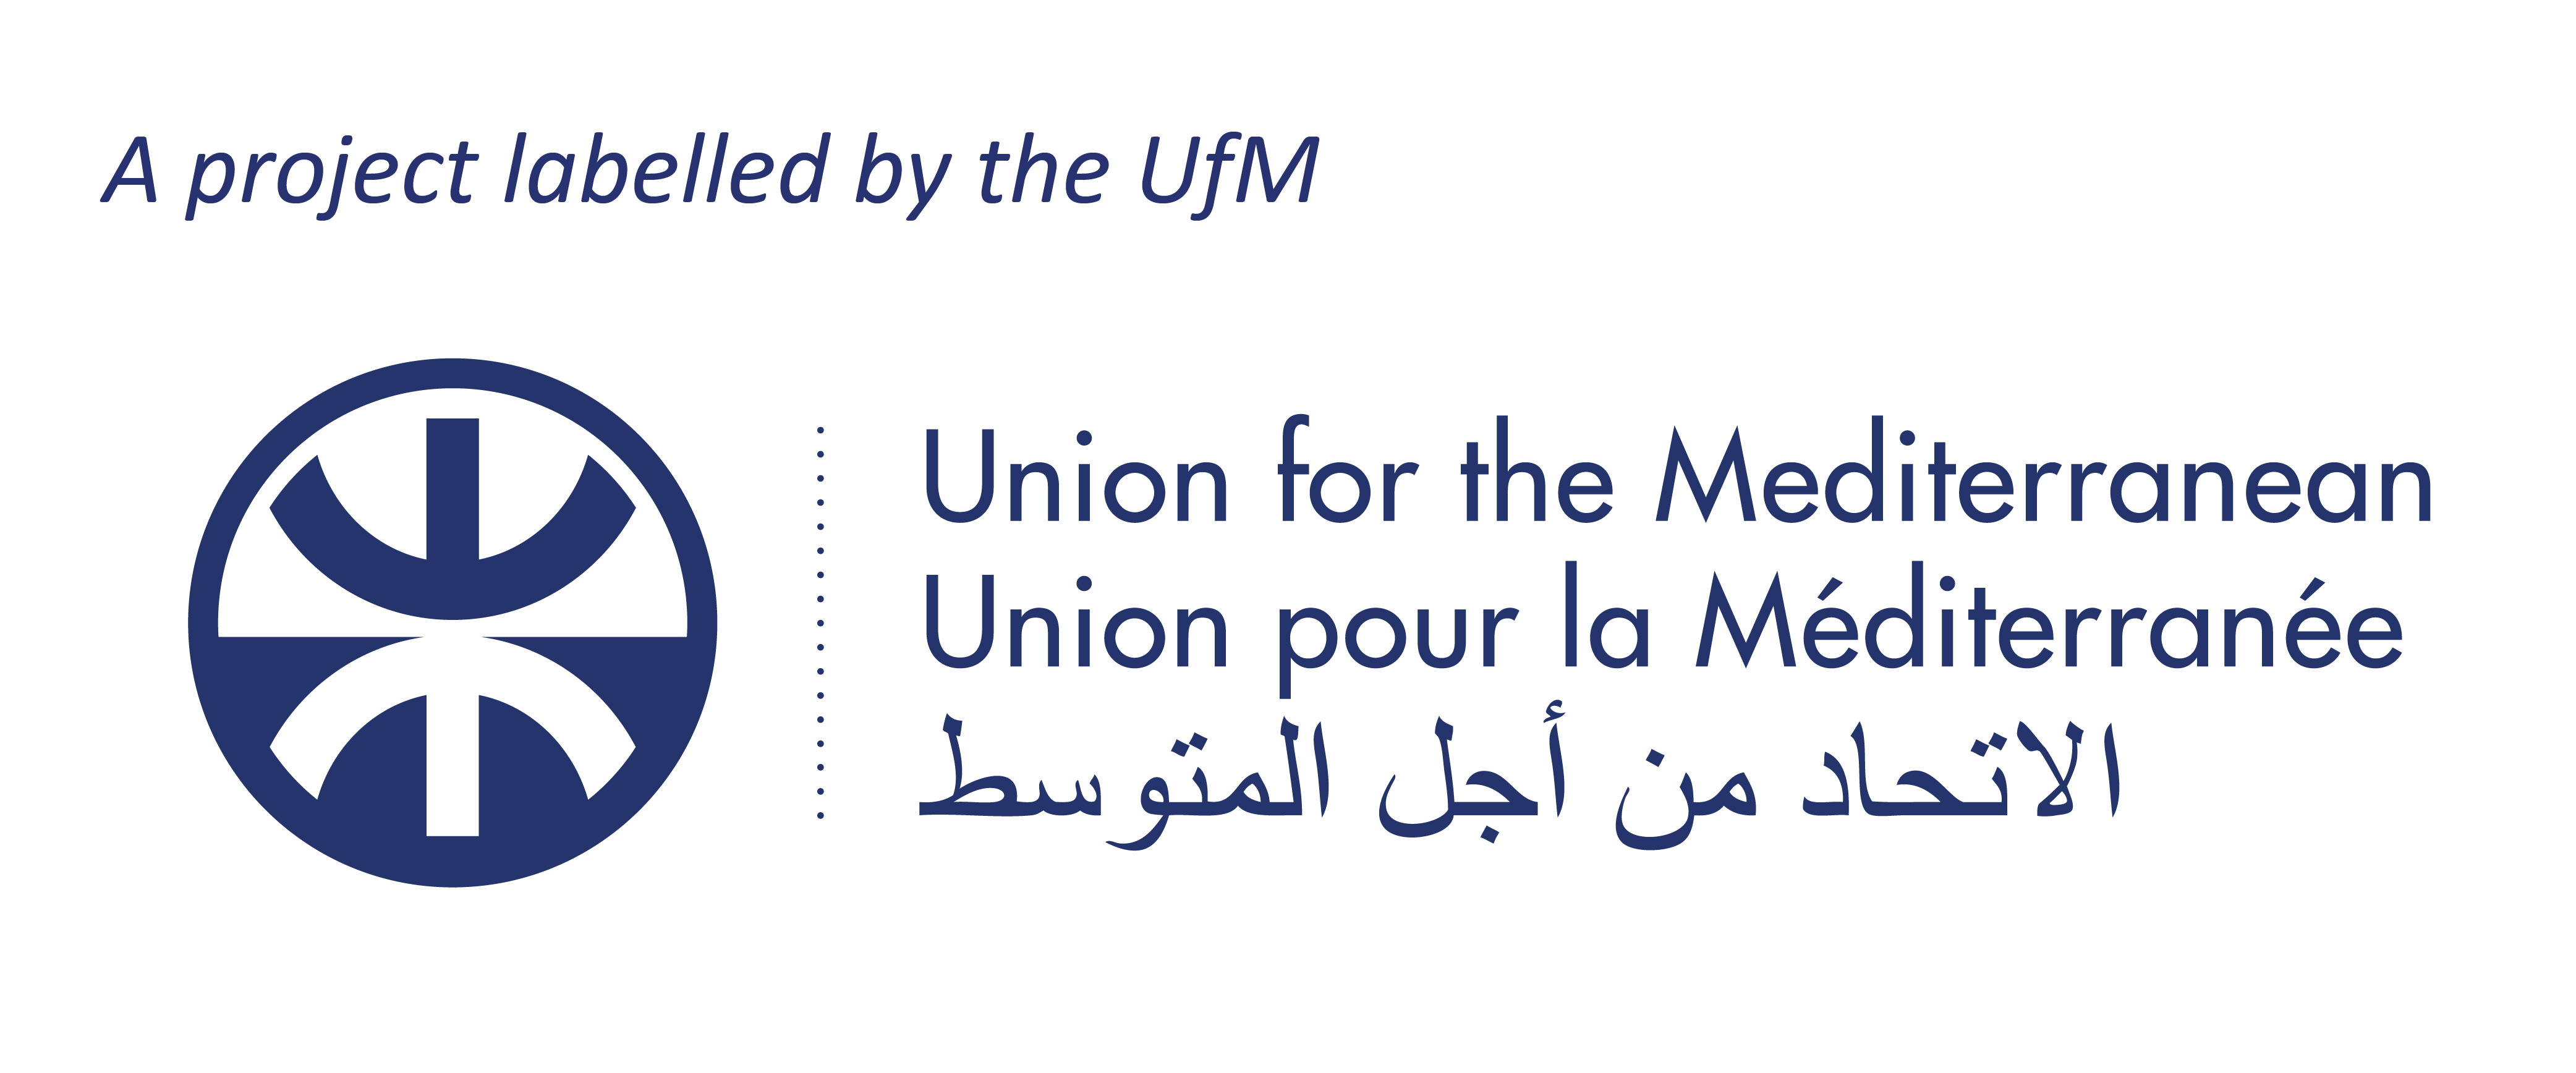 A project labelled by the UfM
Union for the Mediterranean
Union pour la Méditerranée
الاتحاد من أجل المتوسط